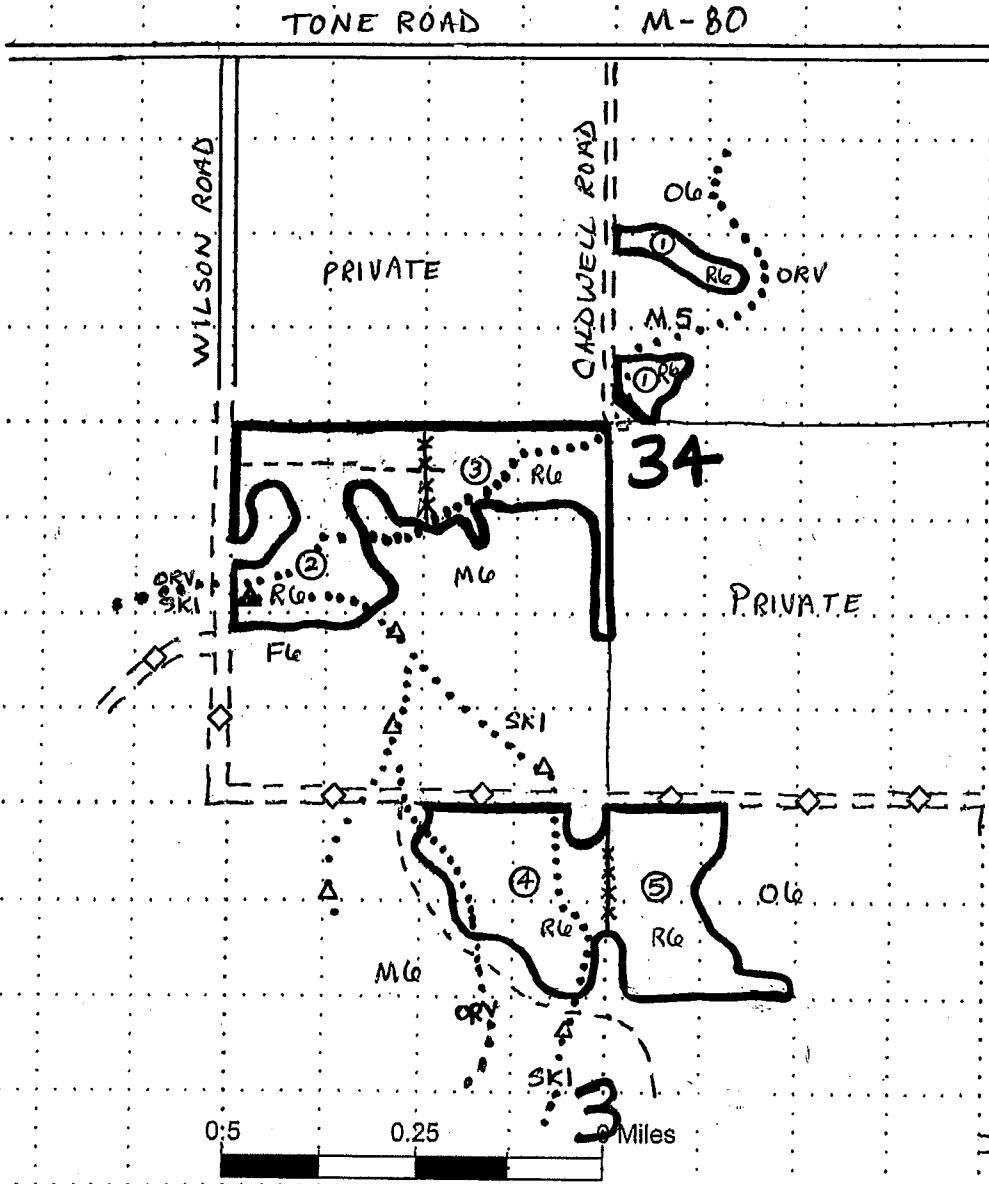 TONE ROAD M-80
WILSON ROAD
CALDWELL ROAD
O6
1
R6
ORV
PRIVATE
M5
1 R6
34
3
R6
2
M6
ORV
SKI
R6
PRIVATE
F6
SKI
4
5
O6
R6
R6
M6
ORV
SKI
3
0.5 0.25 0 Miles